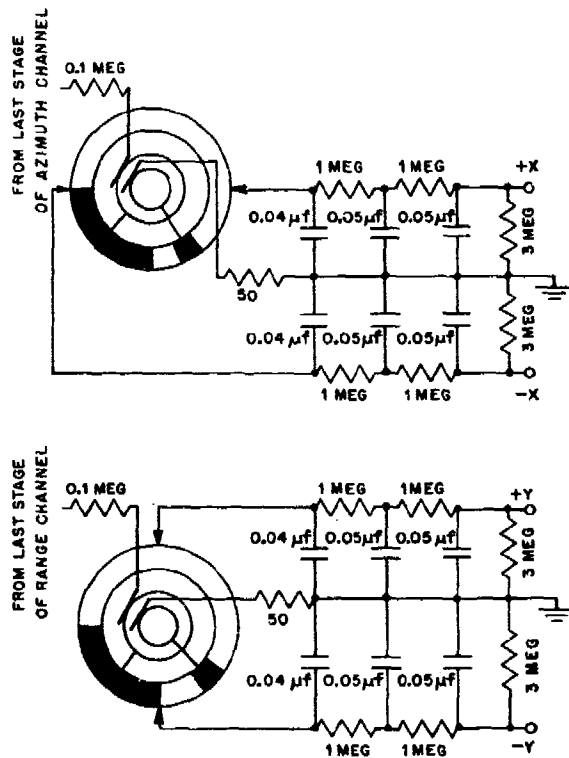 FROM LAST STAGE
OF AZIMUTH CHANNEL
0.1 MEG
1 MEG
1 MEG
+X
0.04 µf
0.05µf
0.05µf
3 MEG
50
0.04 µf
0.05µf
0.05µf
3 MEG
1 MEG
1 MEG
-X
FROM LAST STAGE
OF RANGE CHANNEL
0.1 MEG
1 MEG
1MEG
+Y
0.04 µf
0.05µf
0.05µf
3 MEG
50
0.04 µf
0.05µf
0.05µf
3 MEG
1 MEG
1 MEG
-Y